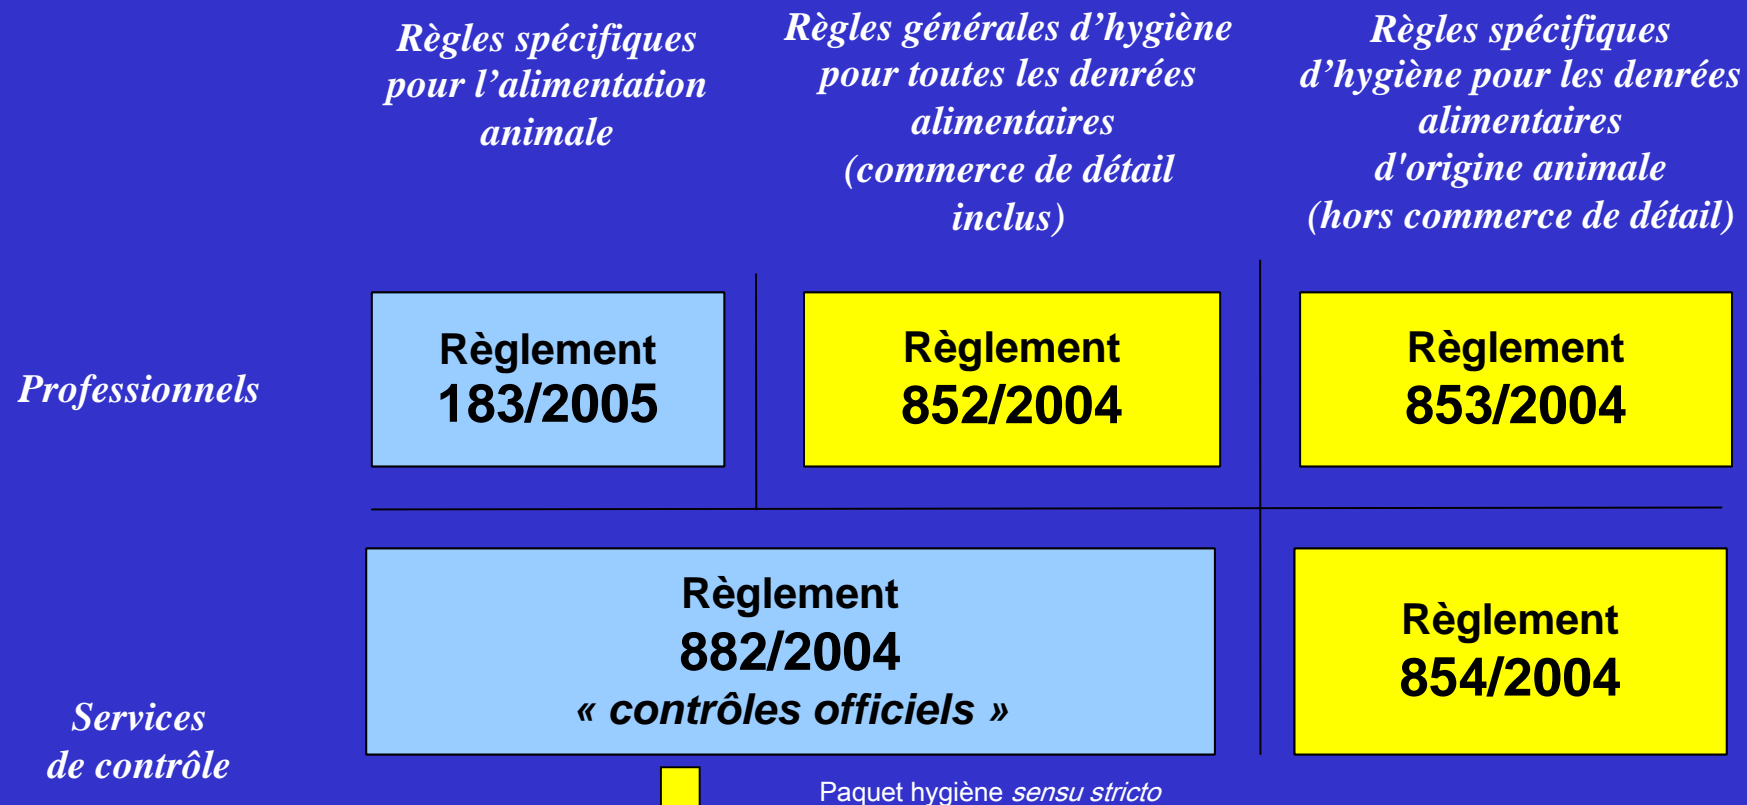 Règles spécifiques
pour l’alimentation
animale
Règles générales d’hygiène
pour toutes les denrées
alimentaires
(commerce de détail
inclus)
Règles spécifiques
d’hygiène pour les denrées
alimentaires
d'origine animale
(hors commerce de détail)
Professionnels
Règlement
183/2005
Règlement
852/2004
Règlement
853/2004
Services
de contrôle
Règlement
882/2004
« contrôles officiels »
Règlement
854/2004
Paquet hygiène sensu stricto